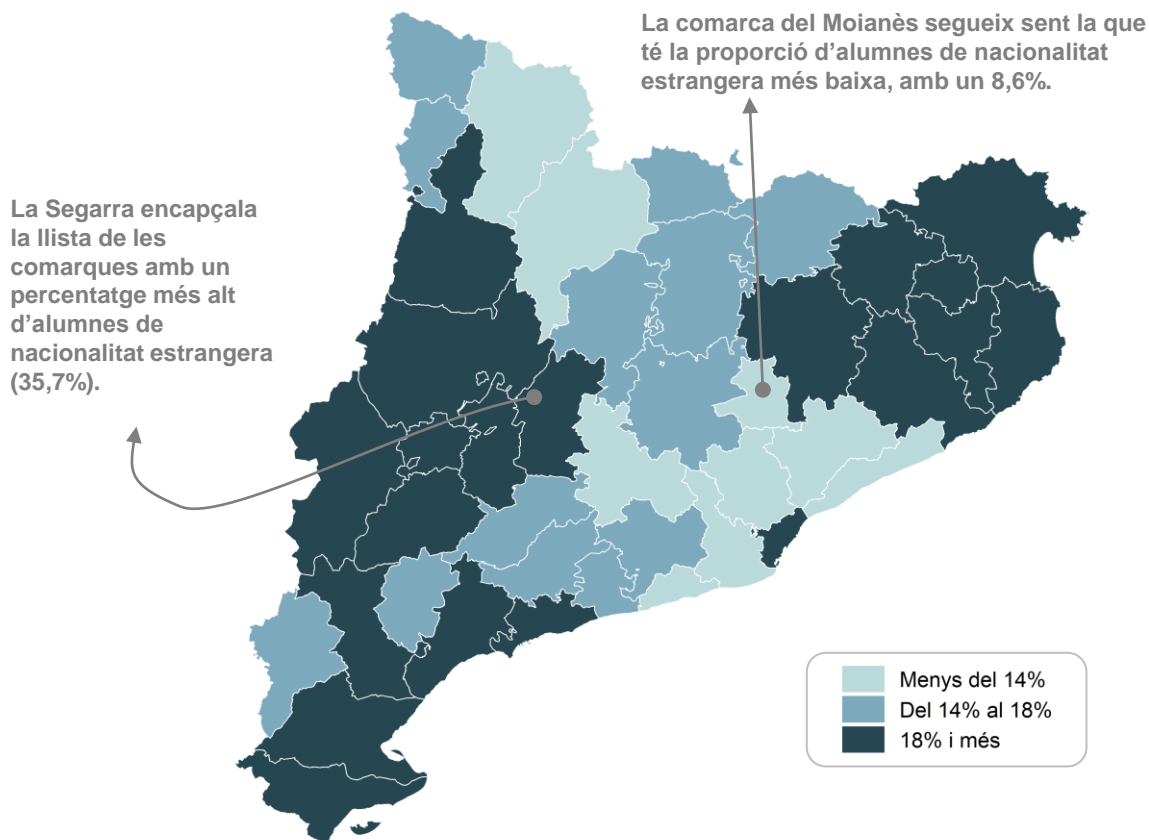 La comarca del Moianès segueix sent la que
té la proporció d'alumnes de nacionalitat
estrangera més baixa, amb un 8,6%.
La Segarra encapçala
la llista de les
comarques amb un
percentatge més alt
d'alumnes de
nacionalitat estrangera
(35,7%).
Menys del 14%
Del 14% al 18%
18% i més